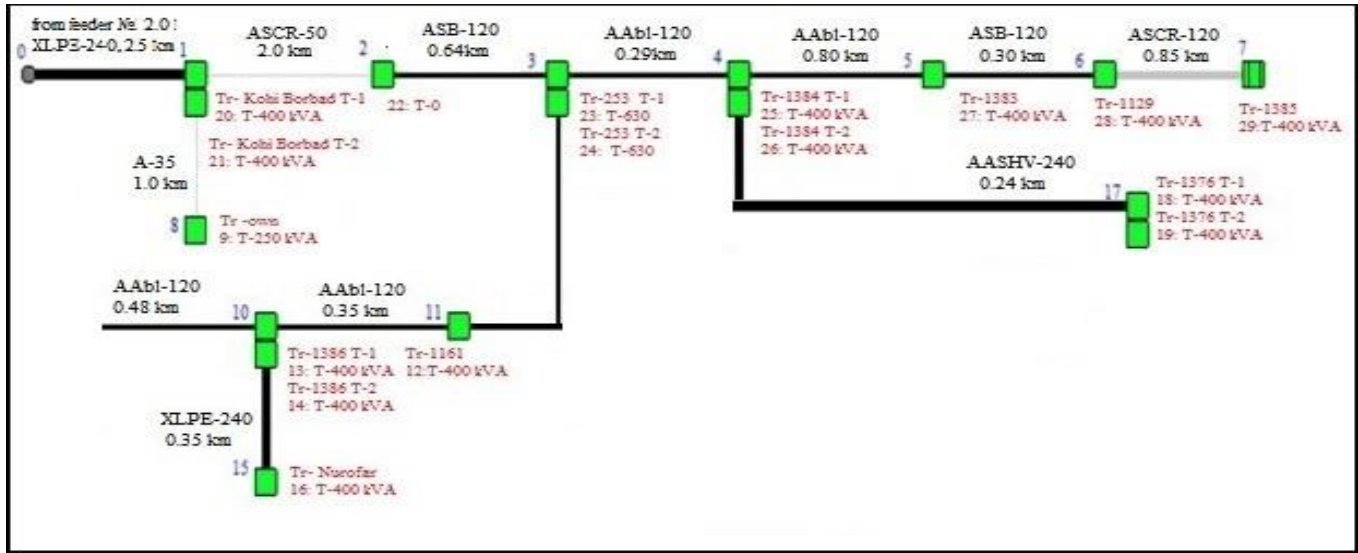 from feeder №. 2.0 !
XLPE-240, 2.5 km
0
1
ASCR-50
2.0 km
2
ASB-120
0.64km
3
AAbl-120
0.29km
4
AAbl-120
0.80 km
5
ASB-120
0.30 km
6
ASCR-120
0.85 km
7
Tr- Kohi Borbad T-1
20: T-400 kVA
Tr- Kohi Borbad T-2
21: T-400 kVA
22: T-0
Tr-253 T-1
23: T-630
Tr-253 T-2
24: T-630
Tr-1384 T-1
25: T-400 kVA
Tr-1384 T-2
26: T-400 kVA
Tr-1383
27: T-400 kVA
Tr-1129
28: T-400 kVA
Tr-1385
29:T-400 kVA
A-35
1.0 km
8
Tr -own
9: T-250 kVA
AASHV-240
0.24 km
17
Tr-1376 T-1
18: T-400 kVA
Tr-1376 T-2
19: T-400 kVA
AAbl-120
0.48 km
10
AAbl-120
0.35 km
11
Tr-1386 T-1
13: T-400 kVA
Tr-1386 T-2
14: T-400 kVA
Tr-1161
12:T-400 kVA
XLPE-240
0.35 km
15
Tr- Nurofar
16: T-400 kVA